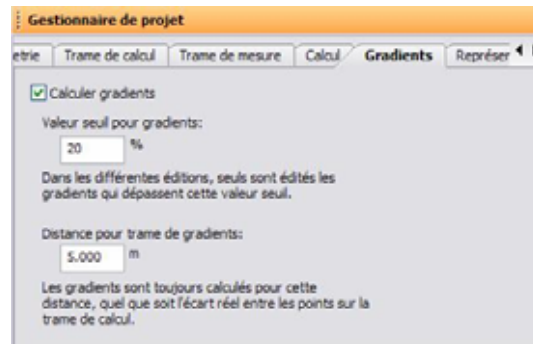 Gestionnaire de projet
etrie Trame de calcul Trame de mesure Calcul Gradients Représer
Calculer gradients
Valeur seuil pour gradients:
20 %
Dans les différentes éditions, seuls sont édités les
gradients qui dépassent cette valeur seuil.
Distance pour trame de gradients:
5.000 m
Les gradients sont toujours calculés pour cette
distance, quel que soit l'écart réel entre les points sur la
trame de calcul.